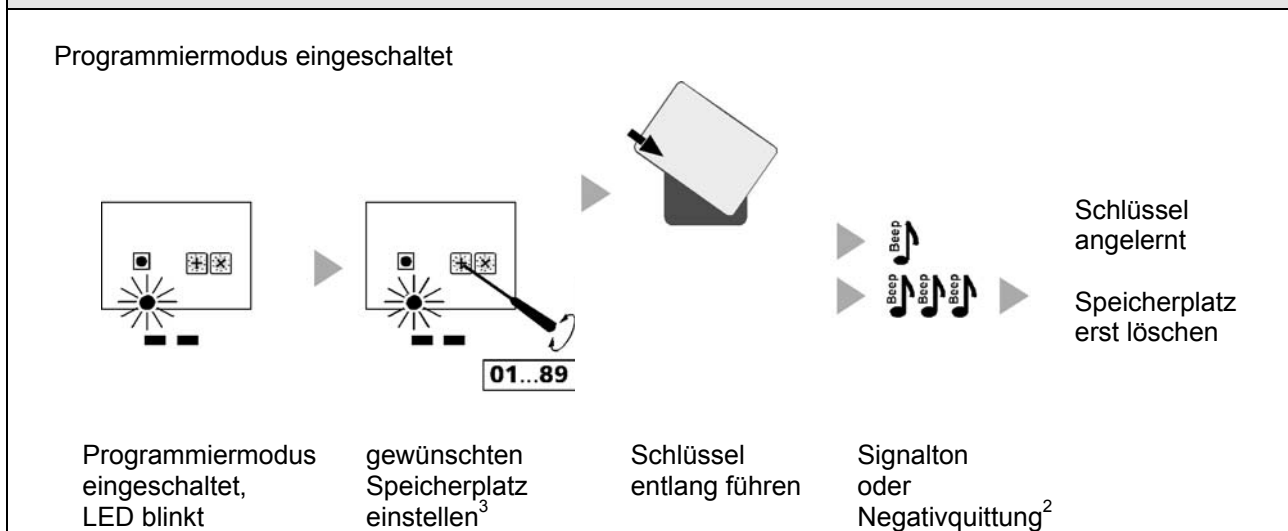 Programmiermodus eingeschaltet
Beep
Beep Beep Beep
Schlüssel
angelernt
Speicherplatz
erst löschen
01...89
Programmiermodus
eingeschaltet,
LED blinkt
gewünschten
Speicherplatz
einstellen³
Schlüssel
entlang führen
Signalton
oder
Negativquittung²